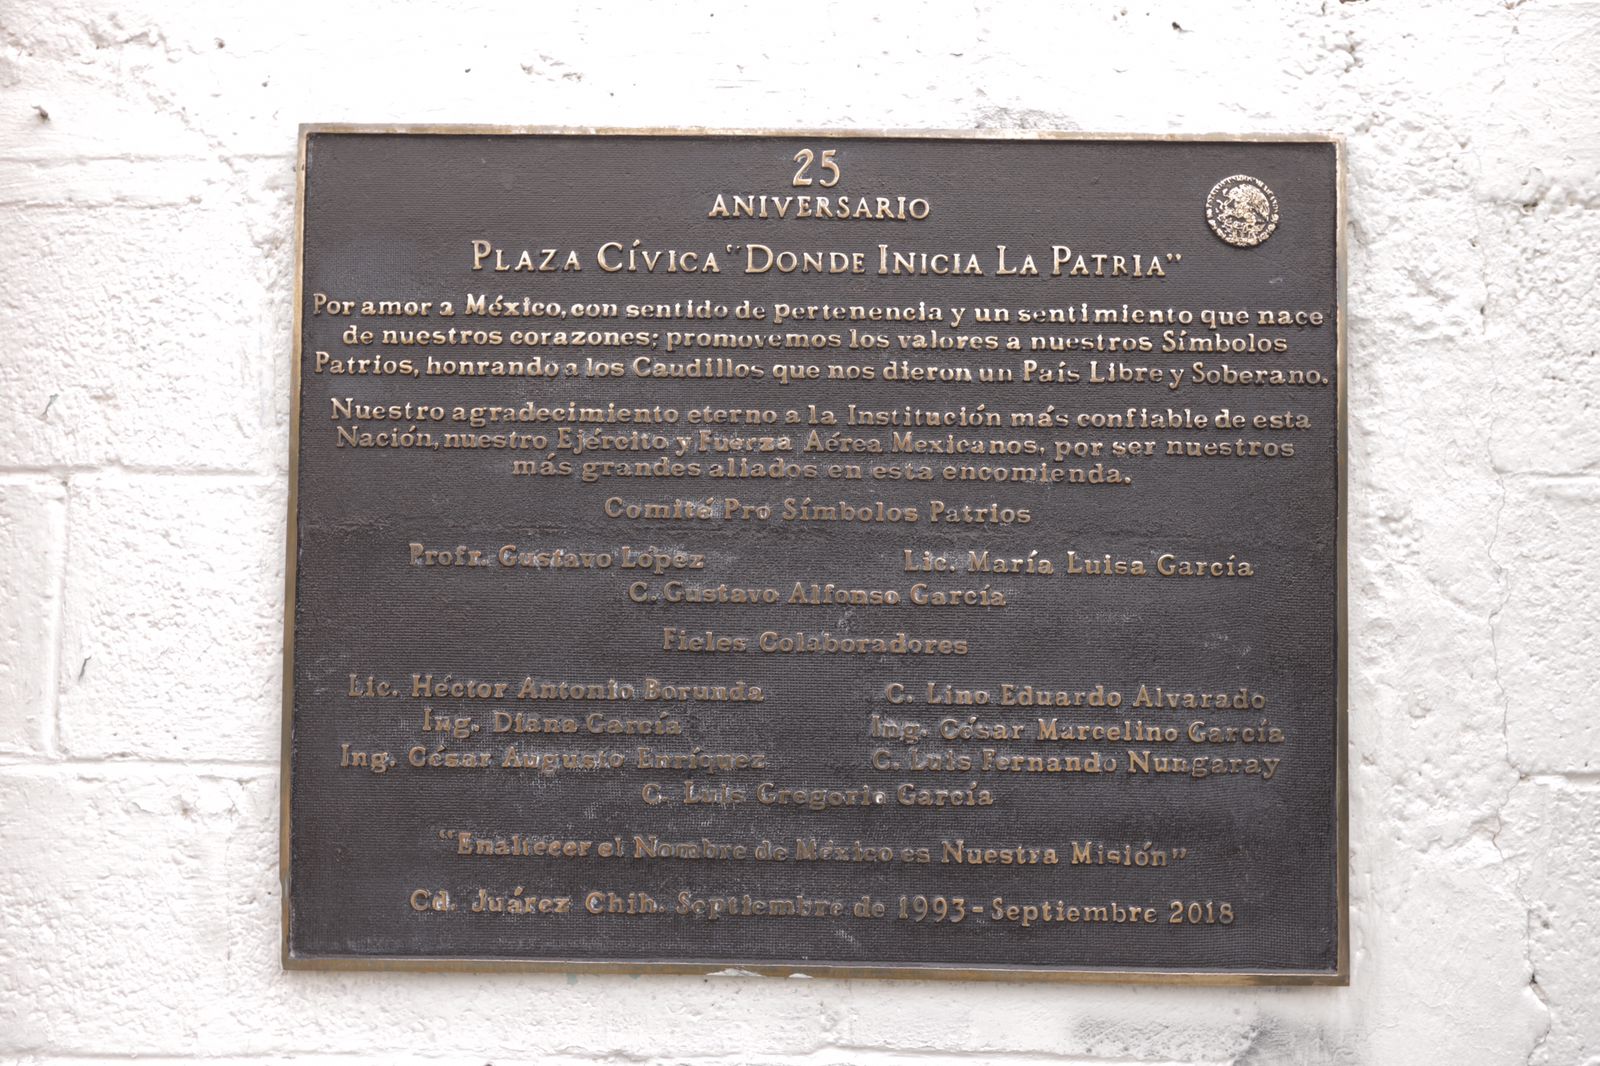 25
ANIVERSARIO
PLAZA CÍVICA "DONDE INICIA LA PATRIA"
Por amor a México, con sentido de pertenencia y un sentimiento que nace
de nuestros corazones; promovemos los valores a nuestros Símbolos
Patrios, honrando a los Caudillos que nos dieron un País Libre y Soberano.
Nuestro agradecimiento eterno a la Institución más confiable de esta
Nación, nuestro Ejército y Fuerza Aérea Mexicanos, por ser nuestros
más grandes aliados en esta encomienda.
Comité Pro Símbolos Patrios
Profr. Gustavo López Lic. María Luisa García
C. Gustavo Alfonso García
Fieles Colaboradores
Lic. Héctor Antonio Borunda C. Lino Eduardo Alvarado
Ing. Diana García Ing. César Marcelino García
Ing. César Augusto Enríquez C. Luis Fernando Nungaray
C. Luis Gregorio García
"Enaltecer el Nombre de México es Nuestra Misión"
Cd. Juárez Chih. Septiembre de 1993-Septiembre 2018